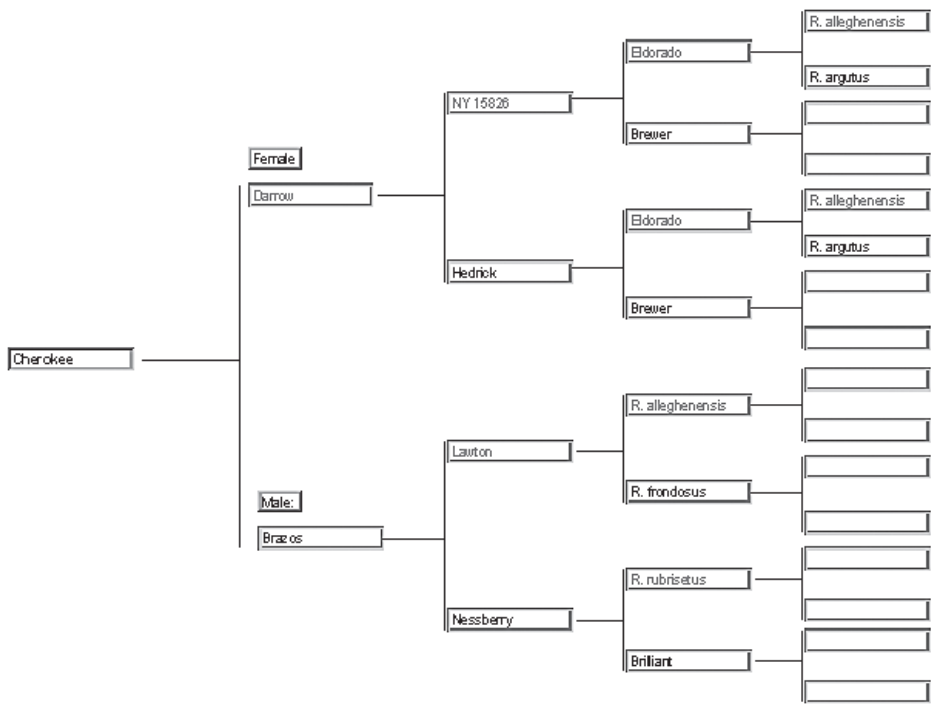 R. alleghenensis
Eldorado
R. argutus
NY 15826
Brewer
Female
Darrow
R. alleghenensis
Eldorado
R. argutus
Hedrick
Brewer
Cherokee
R. alleghenensis
Lawton
R. frondosus
Male:
Brazos
R. rubrisetus
Nessberry
Brilliant